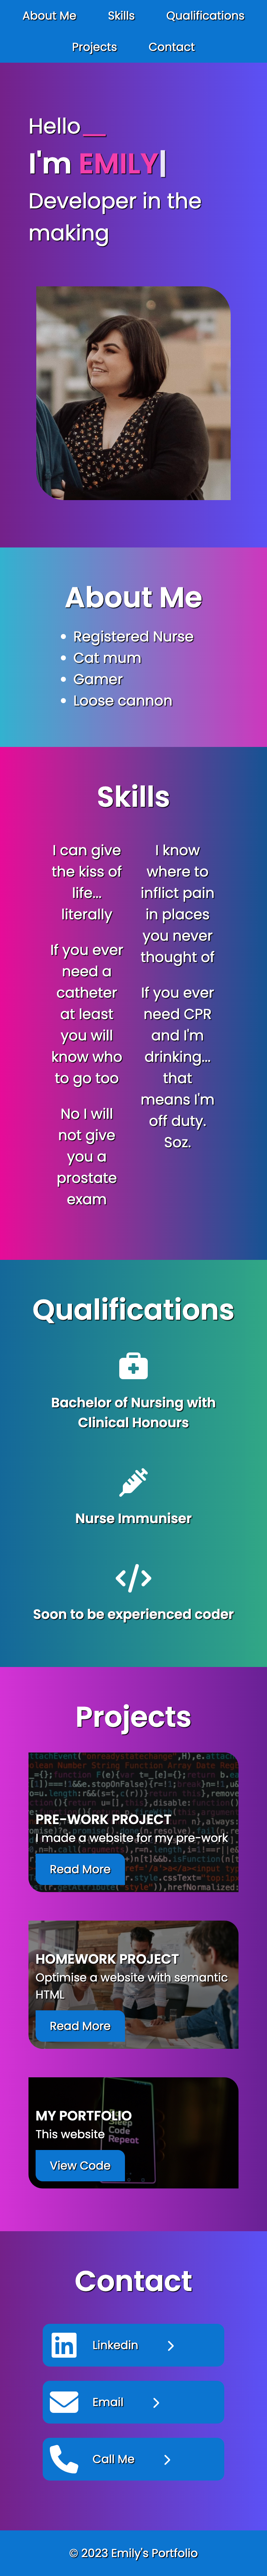 About Me Skills Qualifications
Projects Contact
Hello__
I'm EMILY|
Developer in the
making
About Me
Registered Nurse
Cat mum
Gamer
Loose cannon
Skills
I can give
the kiss of
life...
literally
If you ever
need a
catheter
at least
you will
know who
to go too
No I will
not give
you a
prostate
exam
I know
where to
inflict pain
in places
you never
thought of
If you ever
need CPR
and I'm
drinking...
that
means I'm
off duty.
Soz.
Qualifications
Bachelor of Nursing with
Clinical Honours
Nurse Immuniser
Soon to be experienced coder
Projects
PRE-WORK PROJECT
I made a website for my pre-work
Read More
HOMEWORK PROJECT
Optimise a website with semantic
HTML
Read More
MY PORTFOLIO
This website
Sleep
Code
Repeat
View Code
Contact
Linkedin
Email
Call Me
© 2023 Emily's Portfolio